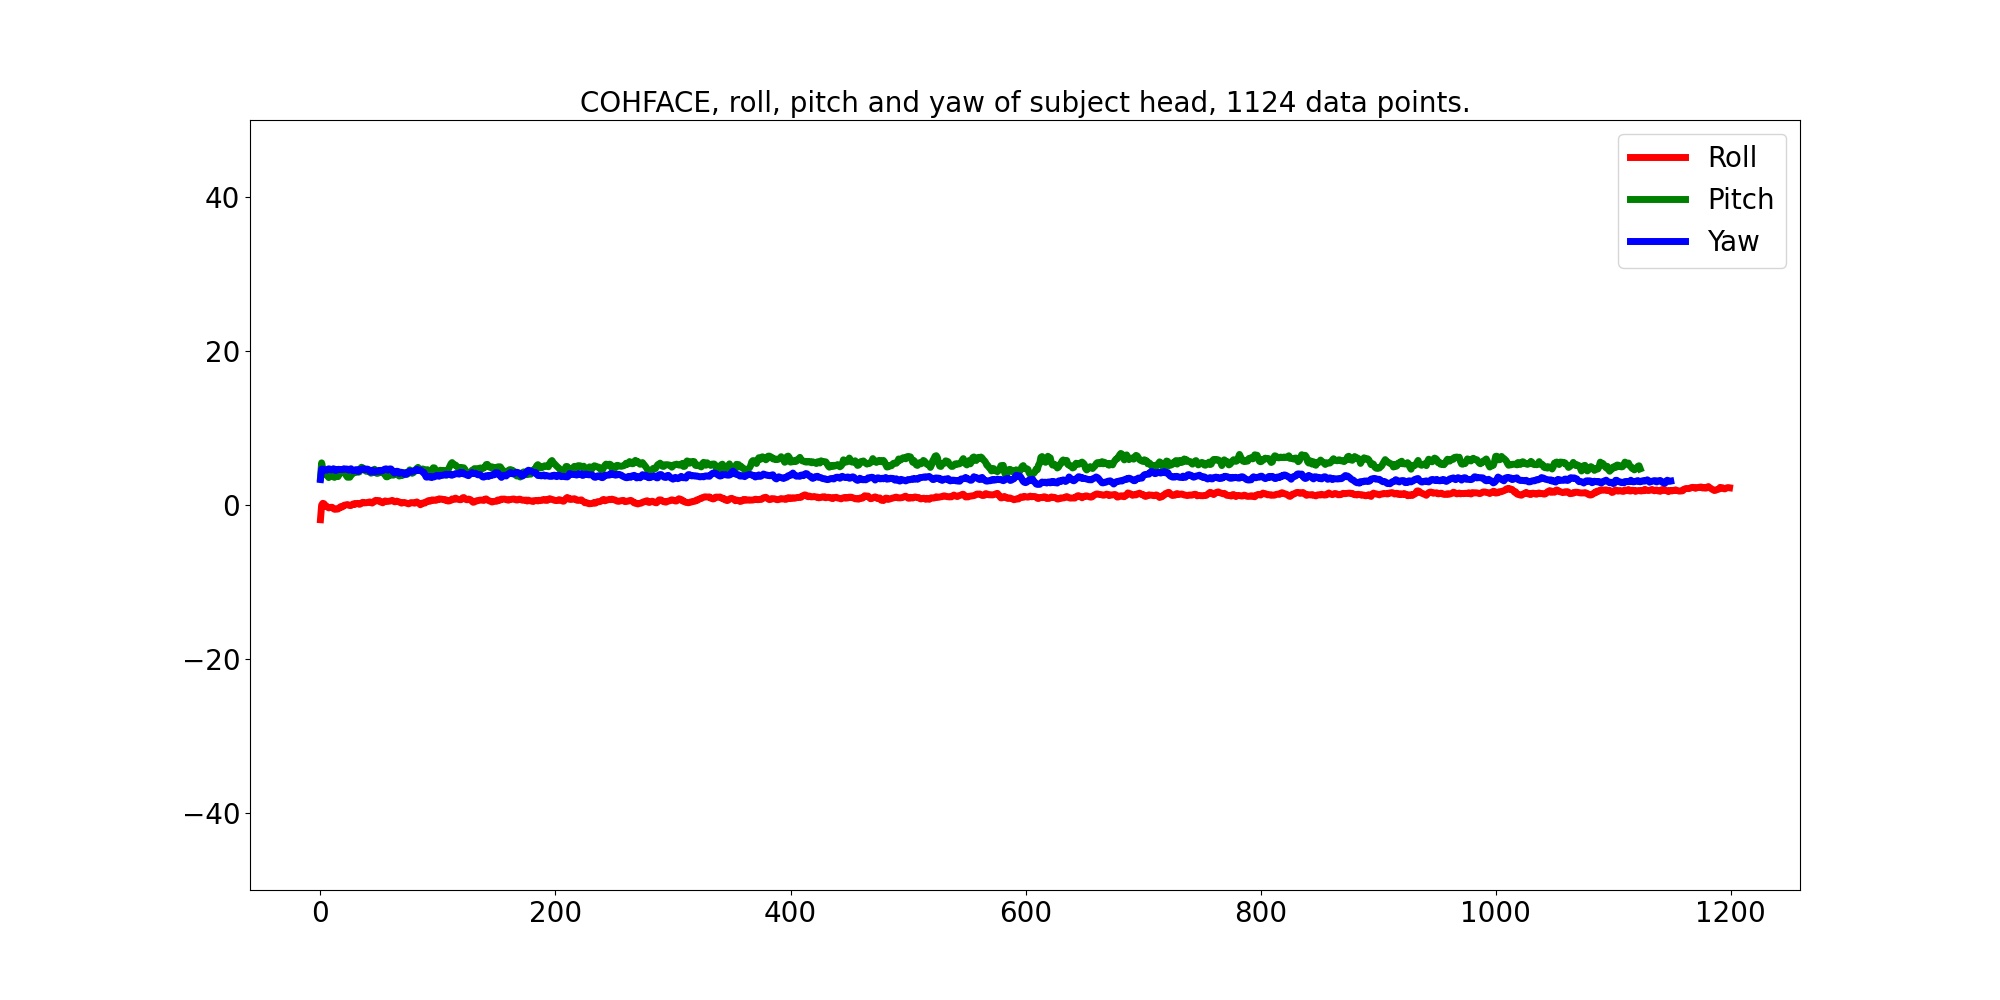 COHFACE, roll, pitch and yaw of subject head, 1124 data points.
Roll
Pitch
Yaw
40
20
0
−20
−40
0 200 400 600 800 1000 1200